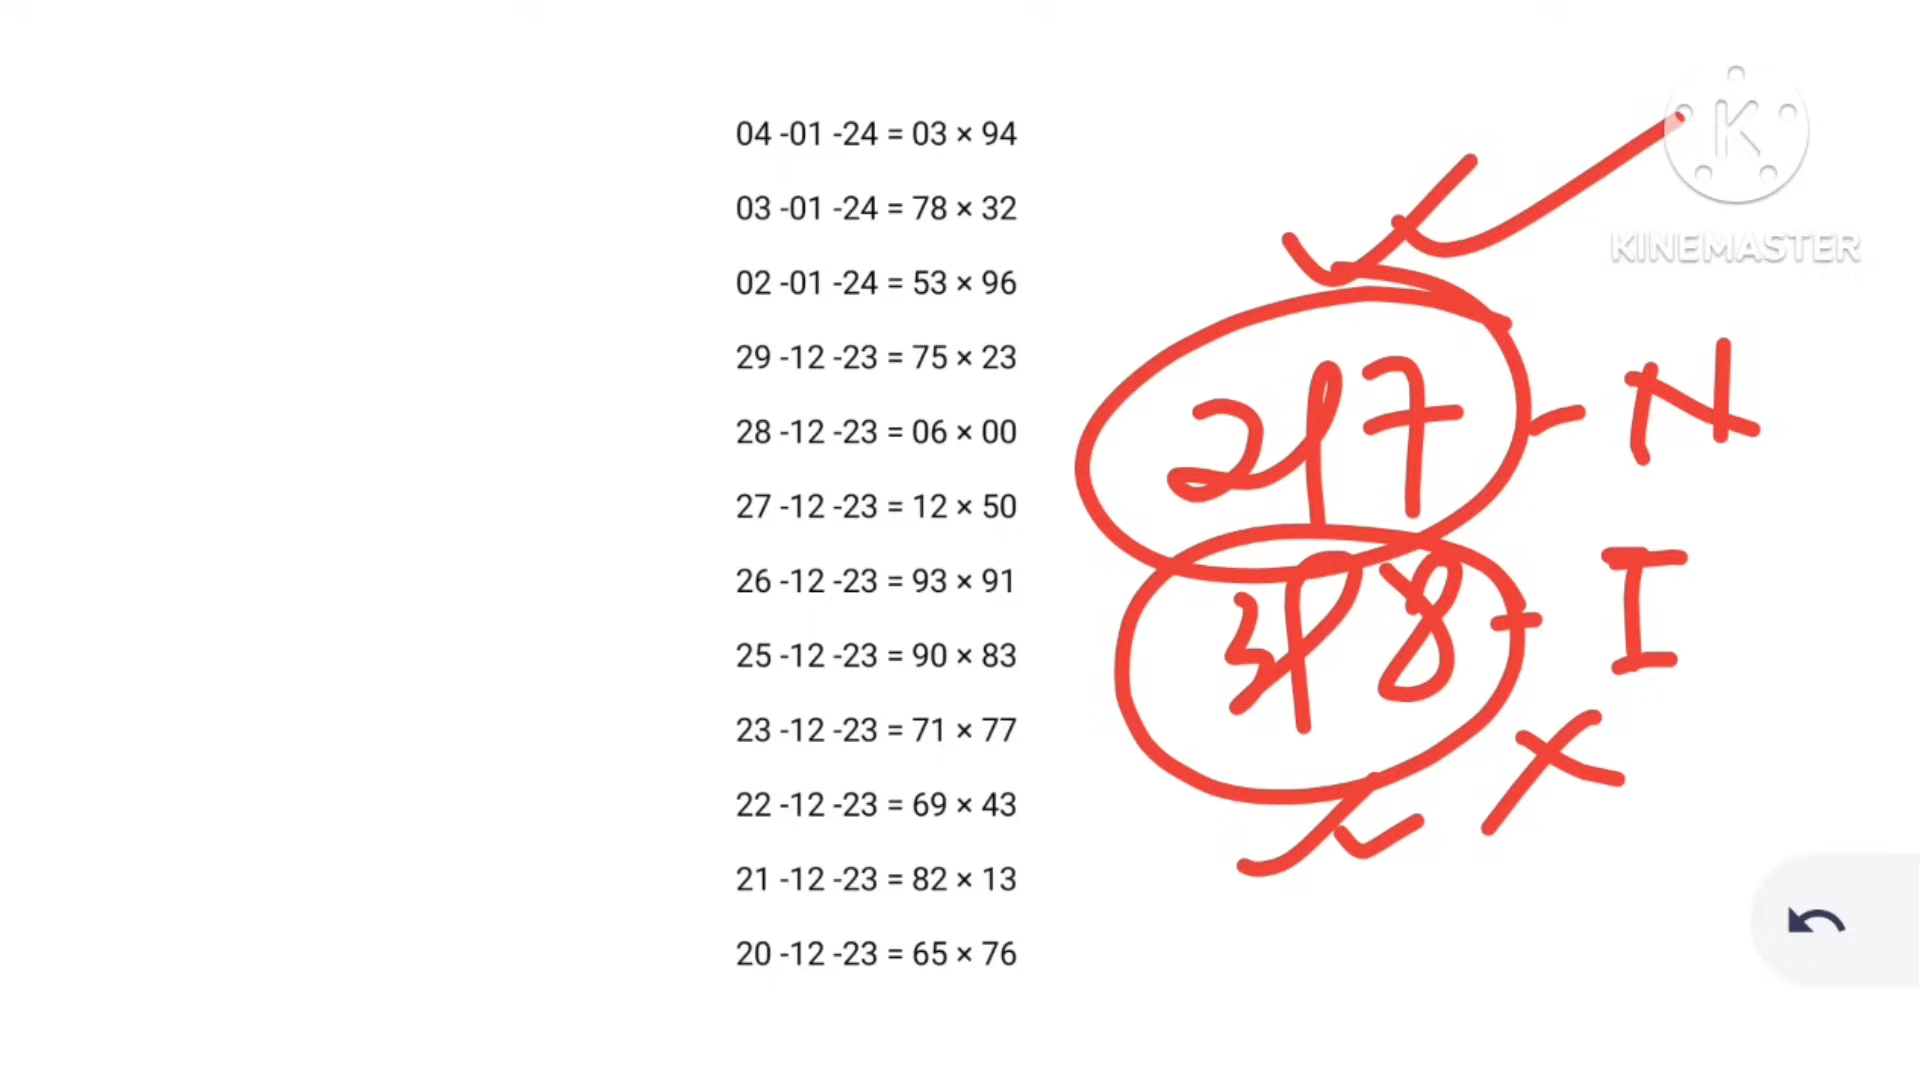 04 -01 -24 = 03 × 94
03 -01 -24 = 78 × 32
02 -01 -24 = 53 × 96
29 -12 -23 = 75 × 23
28 -12 -23 = 06 × 00
27 -12 -23 = 12 × 50
26 -12 -23 = 93 × 91
25 -12 -23 = 90 × 83
23 -12 -23 = 71 × 77
22 -12 -23 = 69 × 43
21 -12 -23 = 82 × 13
20 -12 -23 = 65 × 76
K
KINEMASTER
7 - N
8 - I
X